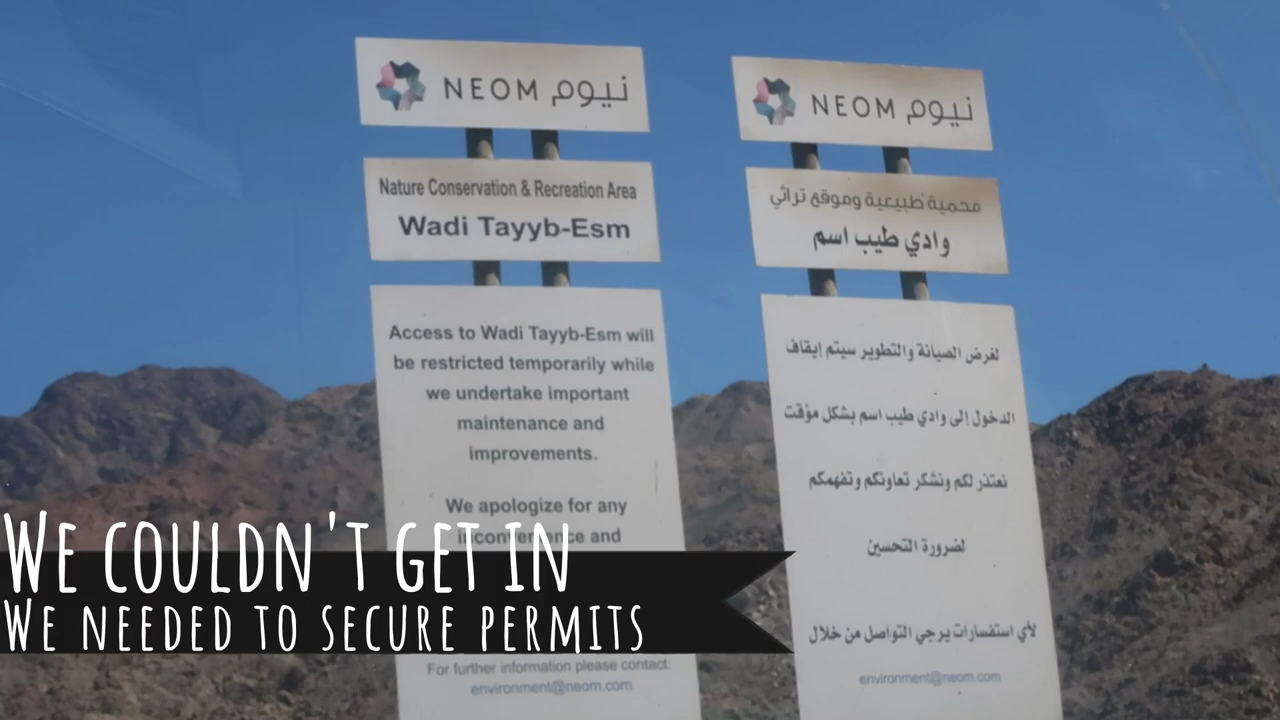 NEOM نيوم
Nature Conservation & Recreation Area
Wadi Tayyb-Esm
Access to Wadi Tayyb-Esm will
be restricted temporarily while
we undertake important
maintenance and
improvements.
We apologize for any
inconvenience and
For further information please contact:
environment@neom.com
NEOM نيوم
محمية طبيعية وموقع تراثي
وادي طيب اسم
لغرض الصيانة والتطوير سيتم إيقاف
الدخول إلى وادي طيب اسم بشكل مؤقت
نعتذر لكم ونشكر تعاونكم وتفهمكم
لضرورة التحسين
لأي استفسارات يرجي التواصل من خلال
environment@neom.com
WE COULDN'T GET IN
WE NEEDED TO SECURE PERMITS